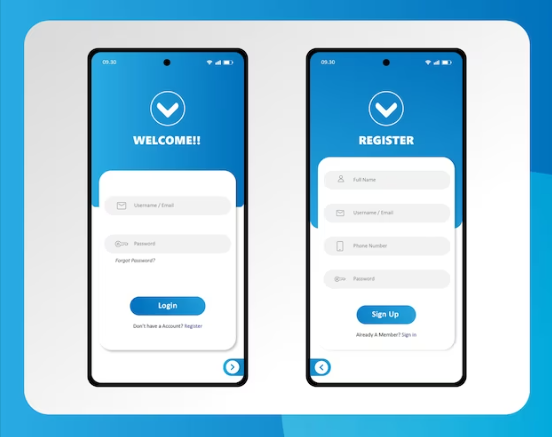 09.30
WELCOME!!
Username / Email
Password
Forgot Password?
Login
Don't have a Account? Register
09.30
REGISTER
Full Name
Username / Email
Phone Number
Password
Sign Up
Already A Member? Sign in